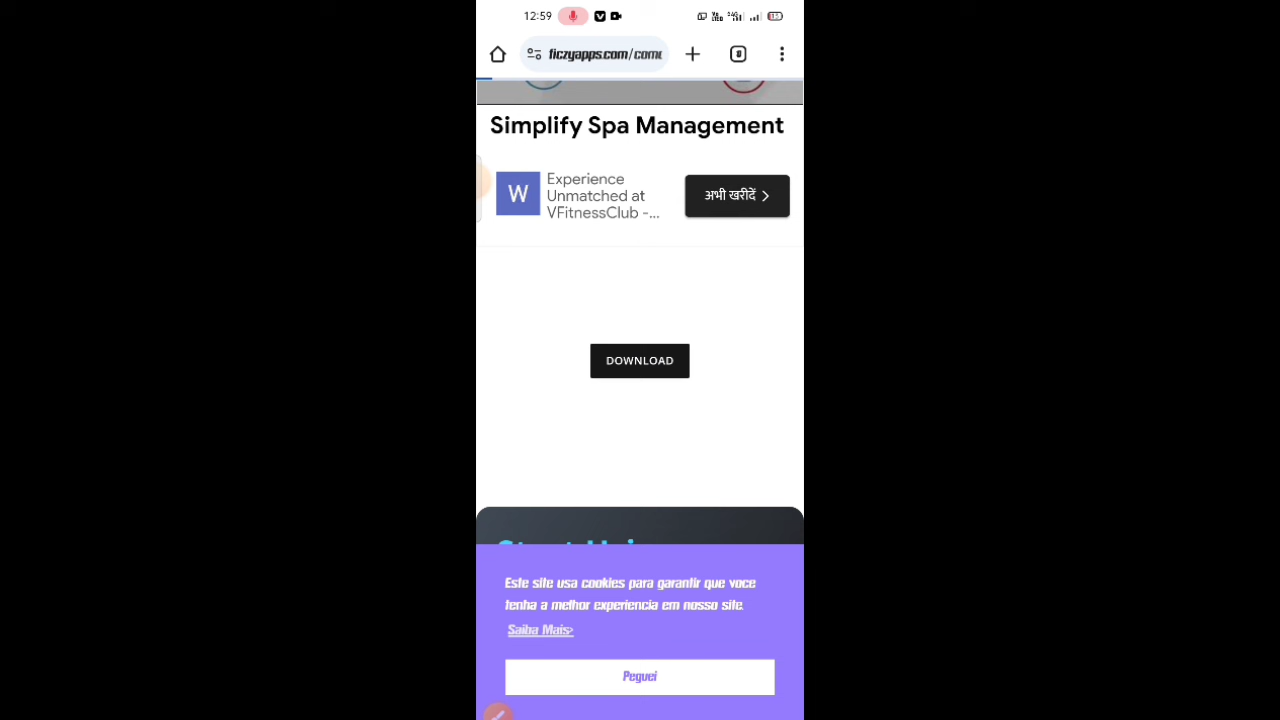 12:59
ficzyapps.com/com
Simplify Spa Management
W
Experience
Unmatched at
VFitnessClub -...
अभी खरीदें
DOWNLOAD
Este site usa cookies para garantir que voce
tenha a melhor experiencia em nosso site.
Saiba Mais>
Peguei